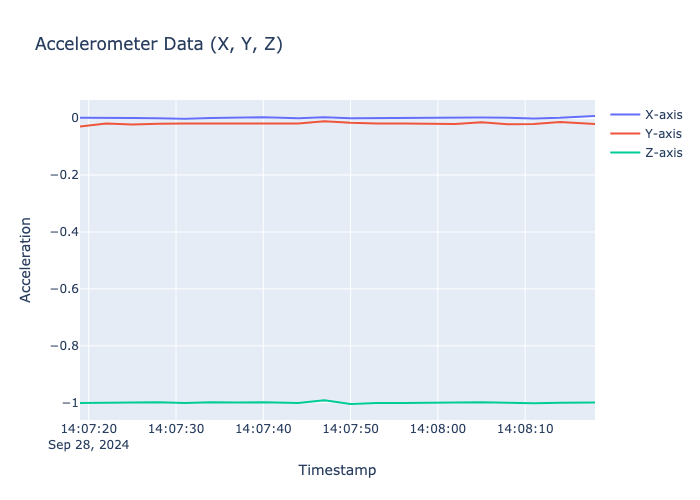 Accelerometer Data (X, Y, Z)
X-axis
Y-axis
Z-axis
0
−0.2
−0.4
−0.6
−0.8
−1
Acceleration
14:07:20 14:07:30 14:07:40 14:07:50 14:08:00 14:08:10
Sep 28, 2024
Timestamp